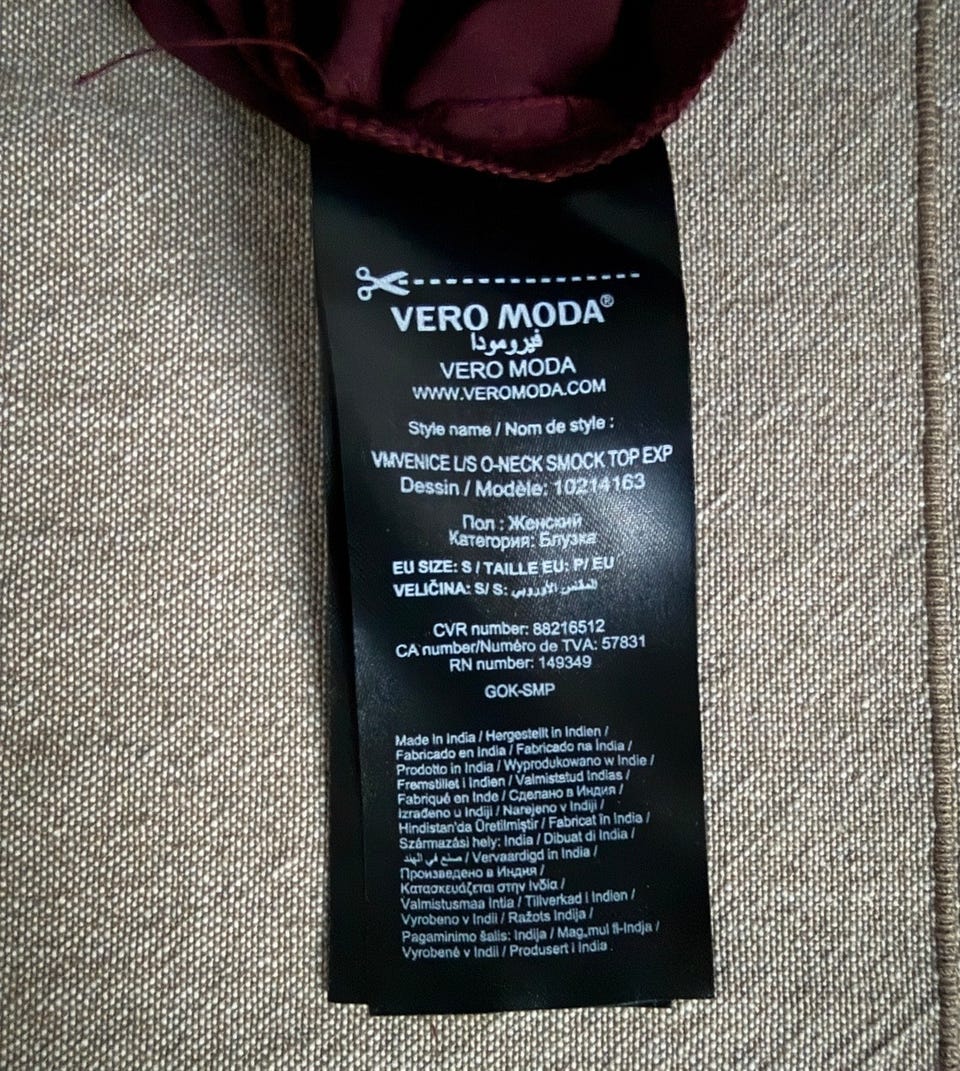 VERO MODA®
فيرومودا
VERO MODA
WWW.VEROMODA.COM
Style name / Nom de style :
VMVENICE L/S O-NECK SMOCK TOP EXP
Dessin / Modèle: 10214163
Пол : Женский
Категория: Блузка
EU SIZE: S / TAILLE EU: P/ EU
VELIČINA: S/ S: المقاس الأوروبي
CVR number: 88216512
CA number/Numéro de TVA: 57831
RN number: 149349
GOK-SMP
Made in India / Hergestellt in Indien /
Fabricado en India / Fabricado na Índia /
Prodotto in India / Wyprodukowano w Indie /
Fremstillet i Indien / Valmistatud Indias /
Fabriqué en Inde / Сделано в Индия /
Izrađeno u Indiji / Narejeno v Indiji /
Hindistan'da Üretilmiştir / Fabricat în India /
Származási hely: India / Dibuat di India /
صنع في الهند / Vervaardigd in India /
Произведено в Индия /
Κατασκευάζεται στην Ινδία /
Valmistusmaa Intia / Tillverkad i Indien /
Vyrobeno v Indii / Ražots Indija /
Pagaminimo šalis: Indija / Mag˛mul fl-Indja /
Vyrobené v Indii / Produsert i India .